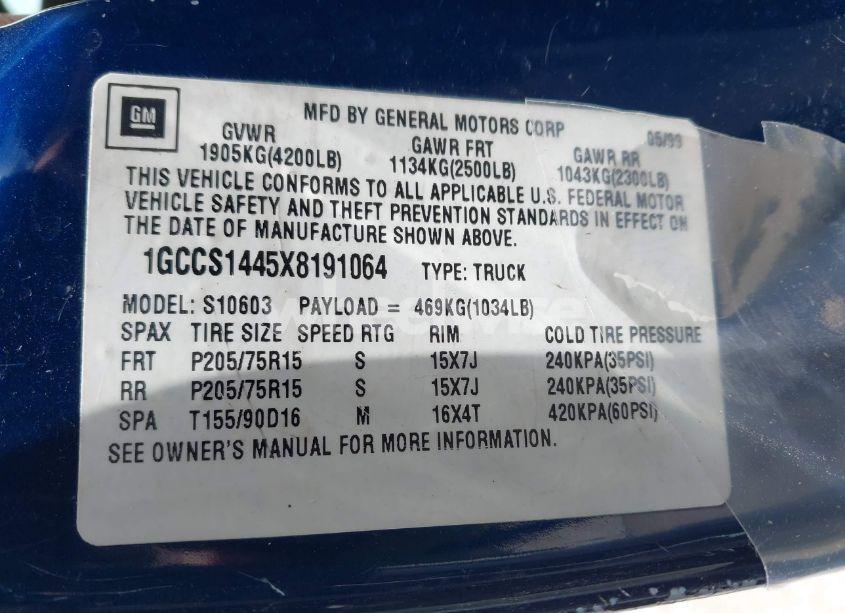 GM
MFD BY GENERAL MOTORS CORP 05/99
GVWR GAWR FRT GAWR RR
1905KG(4200LB) 1134KG(2500LB) 1043KG(2300LB)
THIS VEHICLE CONFORMS TO ALL APPLICABLE U.S. FEDERAL MOTOR
VEHICLE SAFETY AND THEFT PREVENTION STANDARDS IN EFFECT ON
THE DATE OF MANUFACTURE SHOWN ABOVE.
1GCCS1445X8191064 TYPE: TRUCK
MODEL: S10603 PAYLOAD = 469KG(1034LB)
SPAX TIRE SIZE SPEED RTG RIM COLD TIRE PRESSURE
FRT P205/75R15 S 15X7J 240KPA(35PSI)
RR P205/75R15 S 15X7J 240KPA(35PSI)
SPA T155/90D16 M 16X4T 420KPA(60PSI)
SEE OWNER'S MANUAL FOR MORE INFORMATION.